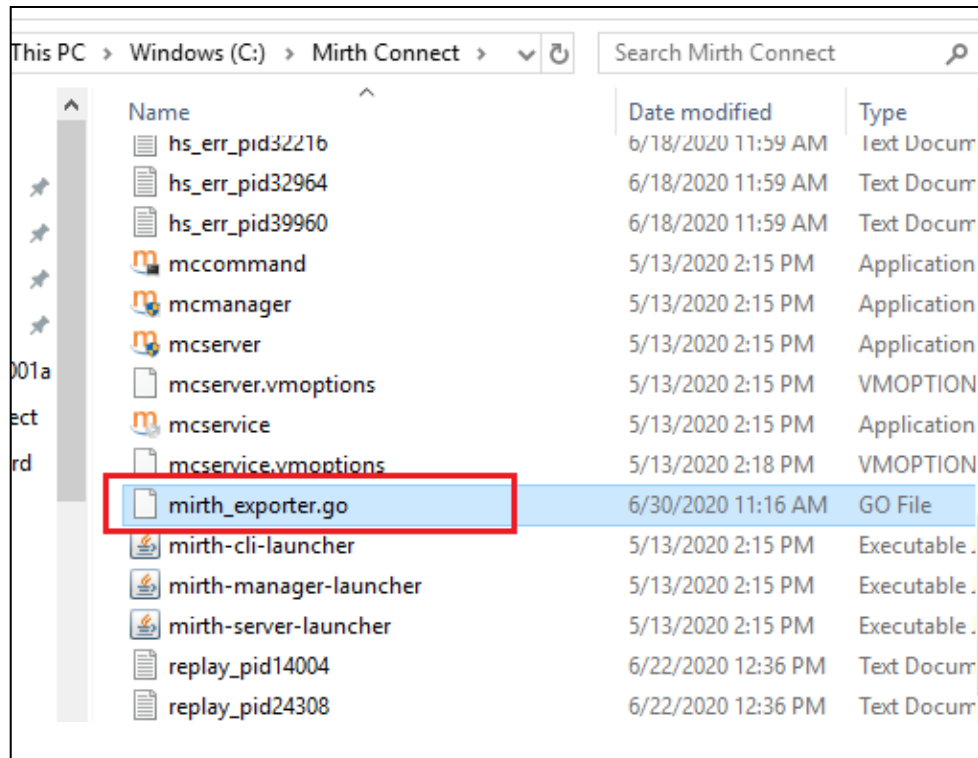 This PC > Windows (C:) > Mirth Connect > Search Mirth Connect
Name Date modified Type
hs_err_pid32216 6/18/2020 11:59 AM Text Docum
hs_err_pid32964 6/18/2020 11:59 AM Text Docum
hs_err_pid39960 6/18/2020 11:59 AM Text Docum
mccommand 5/13/2020 2:15 PM Application
mcmanager 5/13/2020 2:15 PM Application
mcserver 5/13/2020 2:15 PM Application
001a
mcserver.vmoptions 5/13/2020 2:15 PM VMOPTION
ect
mcservice 5/13/2020 2:15 PM Application
rd
mcservice.vmoptions 5/13/2020 2:18 PM VMOPTION
mirth_exporter.go 6/30/2020 11:16 AM GO File
mirth-cli-launcher 5/13/2020 2:15 PM Executable
mirth-manager-launcher 5/13/2020 2:15 PM Executable
mirth-server-launcher 5/13/2020 2:15 PM Executable
replay_pid14004 6/22/2020 12:36 PM Text Docum
replay_pid24308 6/22/2020 12:36 PM Text Docum